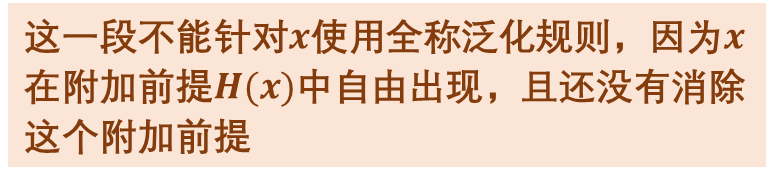 这一段不能针对x使用全称泛化规则，因为x
在附加前提H(x)中自由出现，且还没有消除
这个附加前提